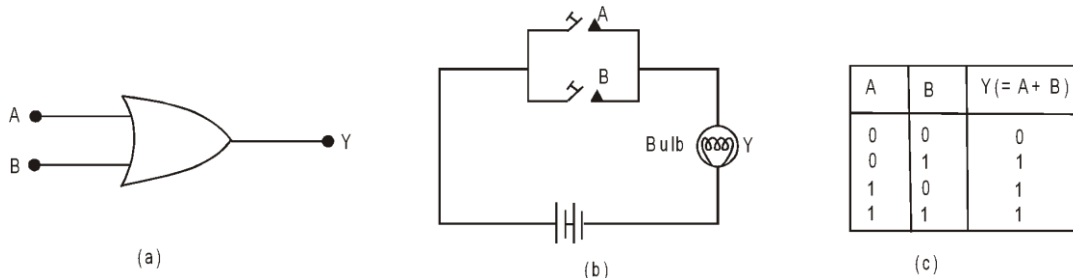 A
B
Y
(a)
A
B
Bulb Y
(b)
A B Y(= A + B)
0 0 0
0 1 1
1 0 1
1 1 1
(c)